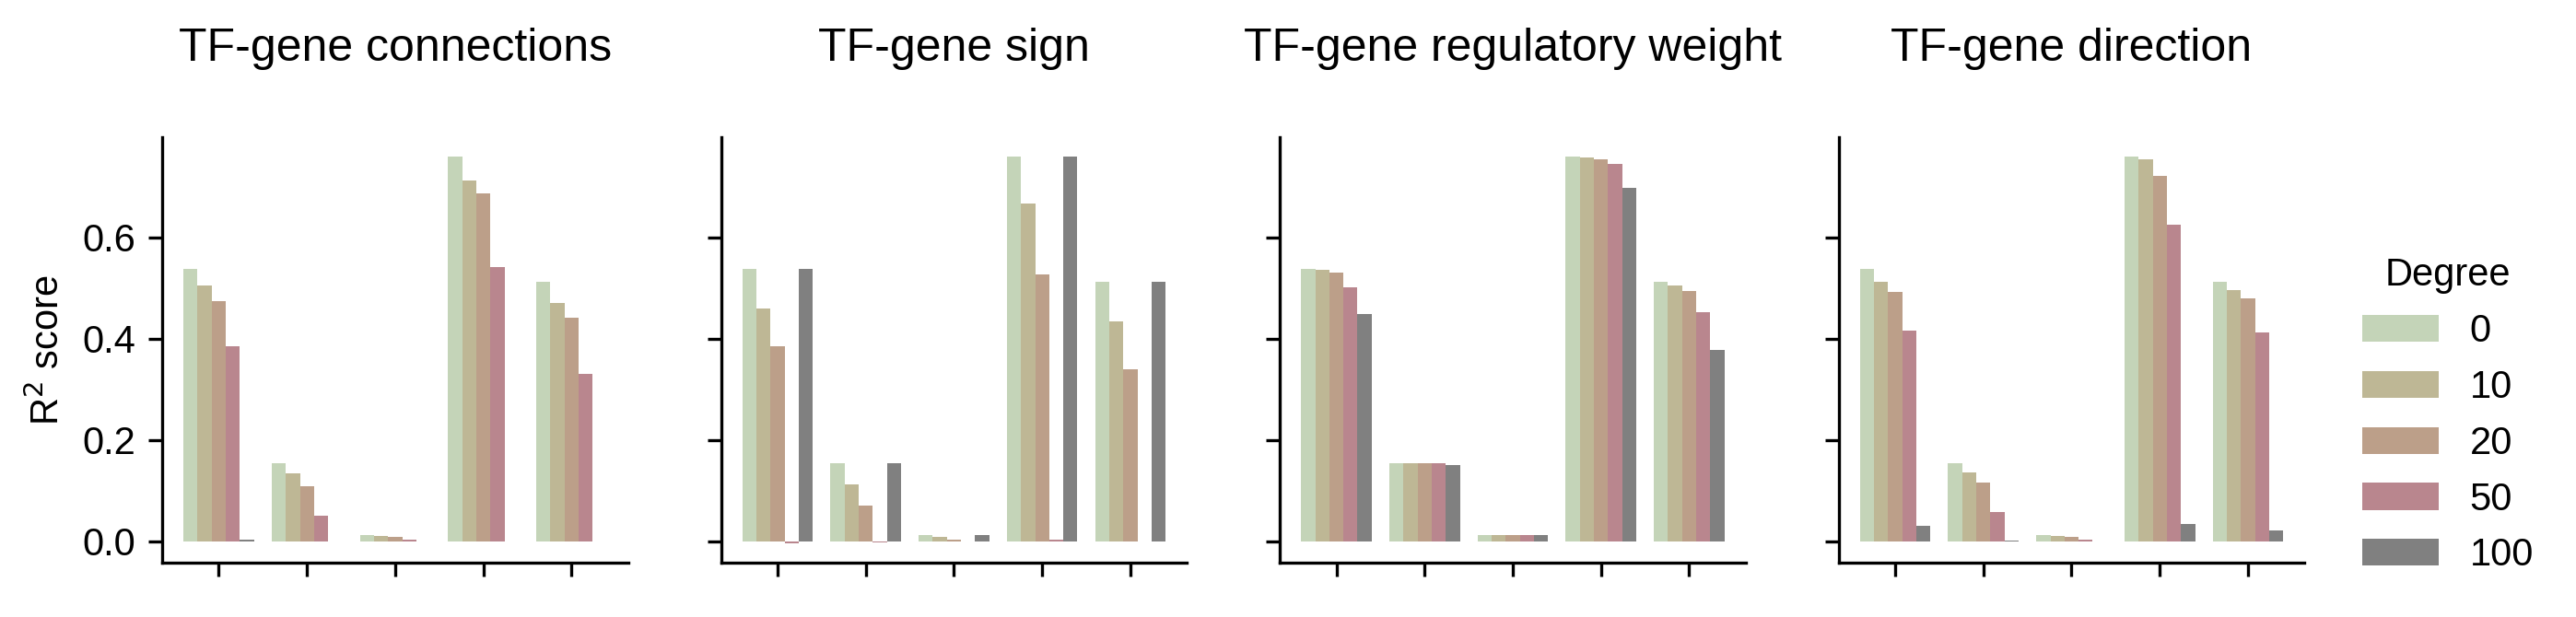 TF-gene connections
TF-gene sign
TF-gene regulatory weight
TF-gene direction
R² score
0.6
0.4
0.2
0.0
Degree
0
10
20
50
100